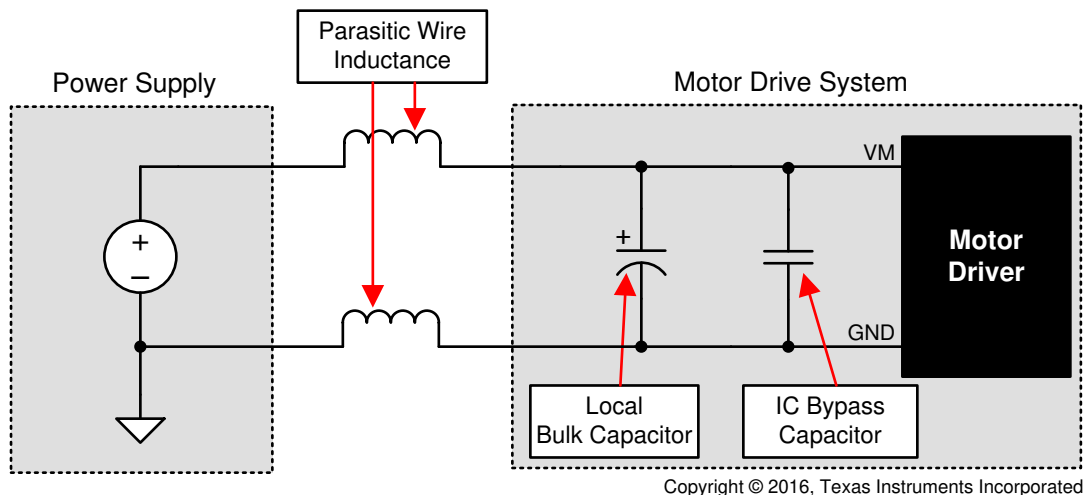 Parasitic Wire
Inductance
Power Supply
Motor Drive System
VM
+
–
+
Motor
Driver
GND
Local
Bulk Capacitor
IC Bypass
Capacitor
Copyright © 2016, Texas Instruments Incorporated